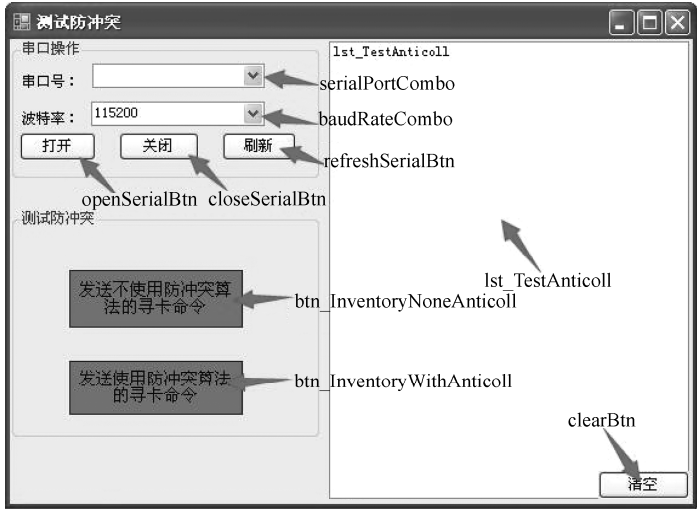 测试防冲突
串口操作
串口号：
serialPortCombo
波特率：
115200
baudRateCombo
打开
关闭
刷新
refreshSerialBtn
openSerialBtn
closeSerialBtn
lst_TestAnticoll
测试防冲突
发送不使用防冲突算
法的寻卡命令
btn_InventoryNoneAnticoll
发送使用防冲突算法
的寻卡命令
btn_InventoryWithAnticoll
lst_TestAnticoll
clearBtn
清空